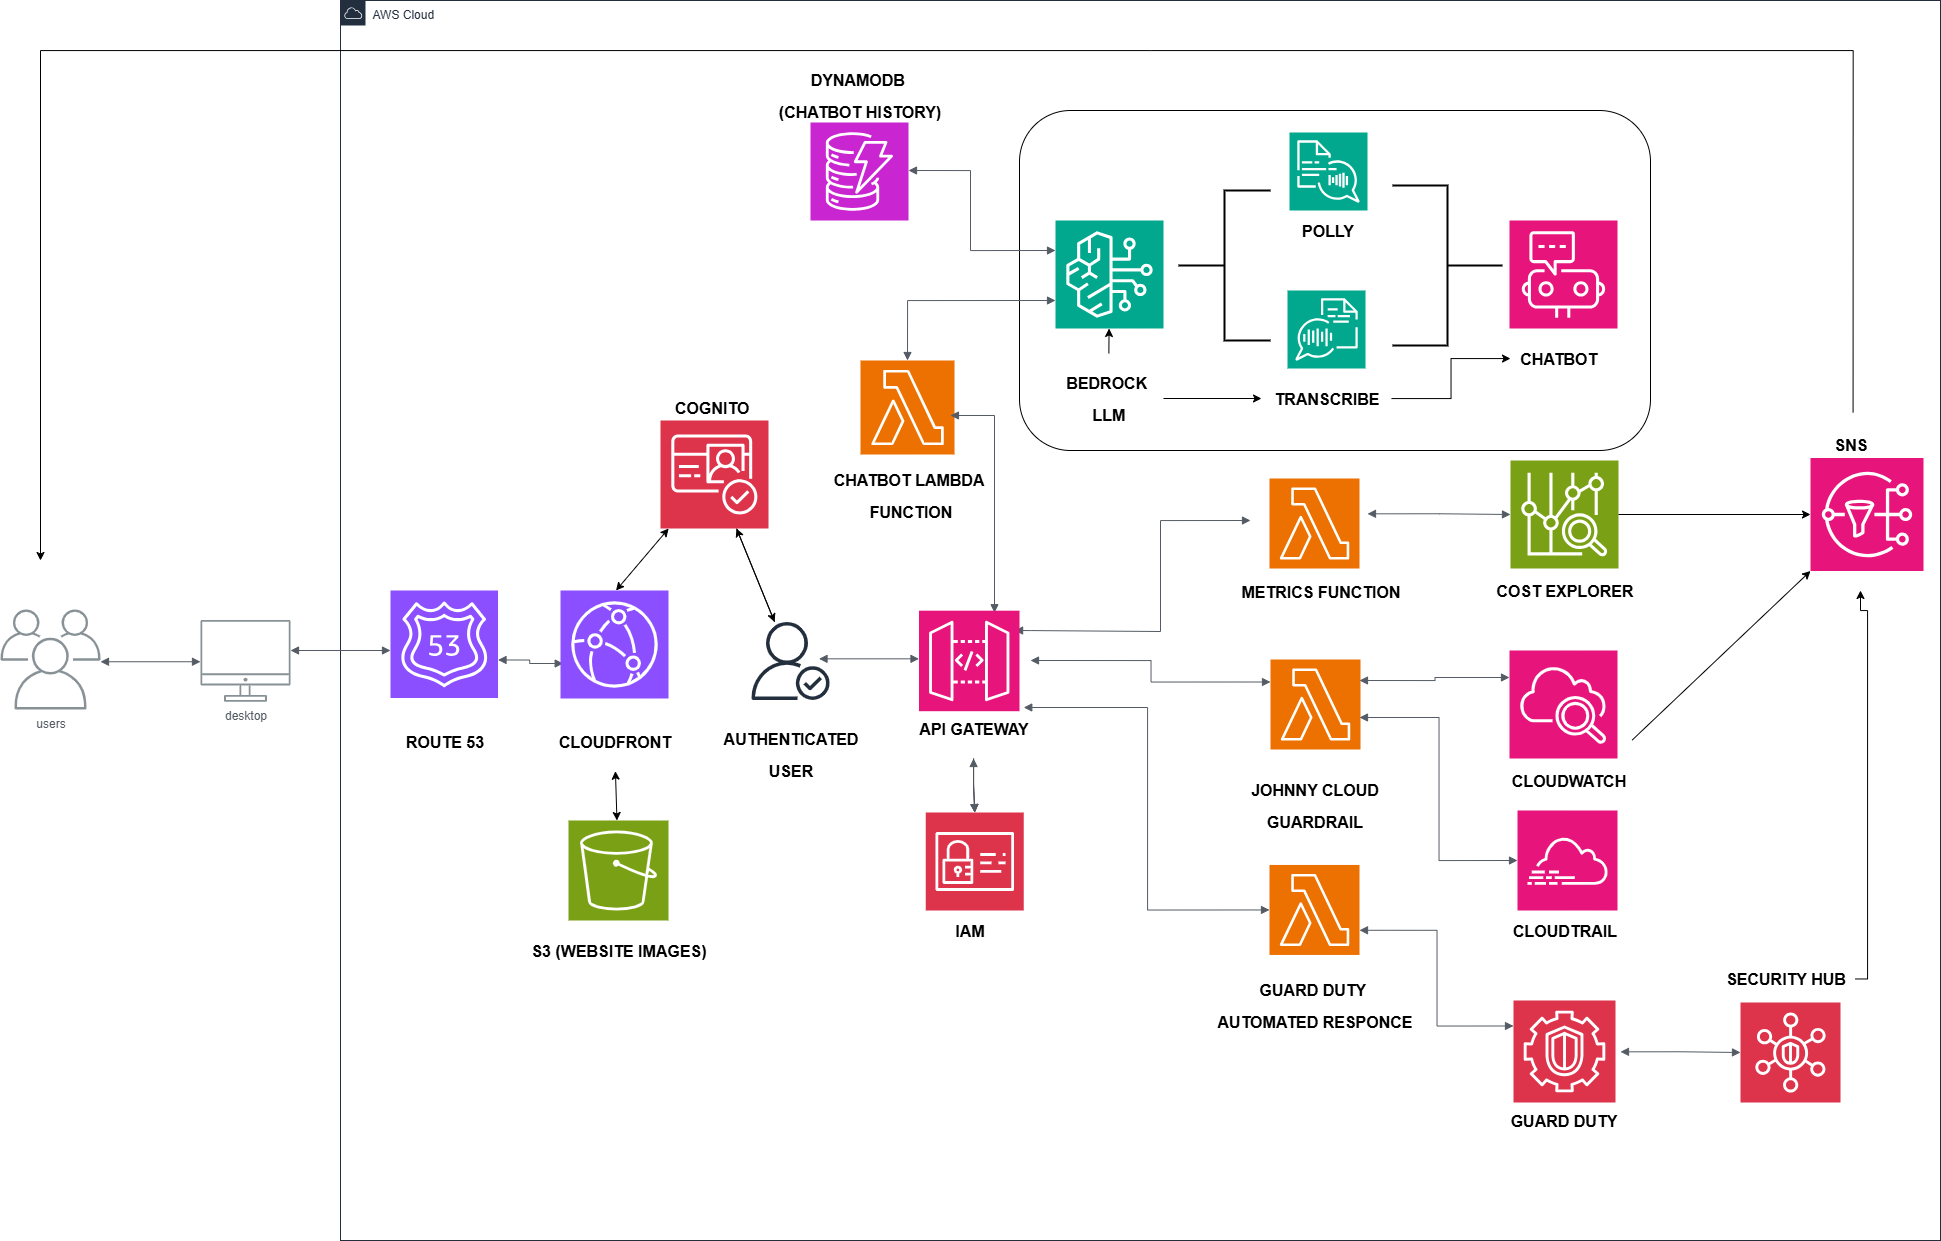 AWS Cloud
DYNAMODB
(CHATBOT HISTORY)
POLLY
CHATBOT
BEDROCK
LLM
TRANSCRIBE
COGNITO
CHATBOT LAMBDA
FUNCTION
SNS
METRICS FUNCTION
COST EXPLORER
53
</>
users
desktop
ROUTE 53
CLOUDFRONT
AUTHENTICATED
USER
API GATEWAY
JOHNNY CLOUD
GUARDRAIL
CLOUDWATCH
S3 (WEBSITE IMAGES)
IAM
CLOUDTRAIL
GUARD DUTY
AUTOMATED RESPONCE
SECURITY HUB
GUARD DUTY